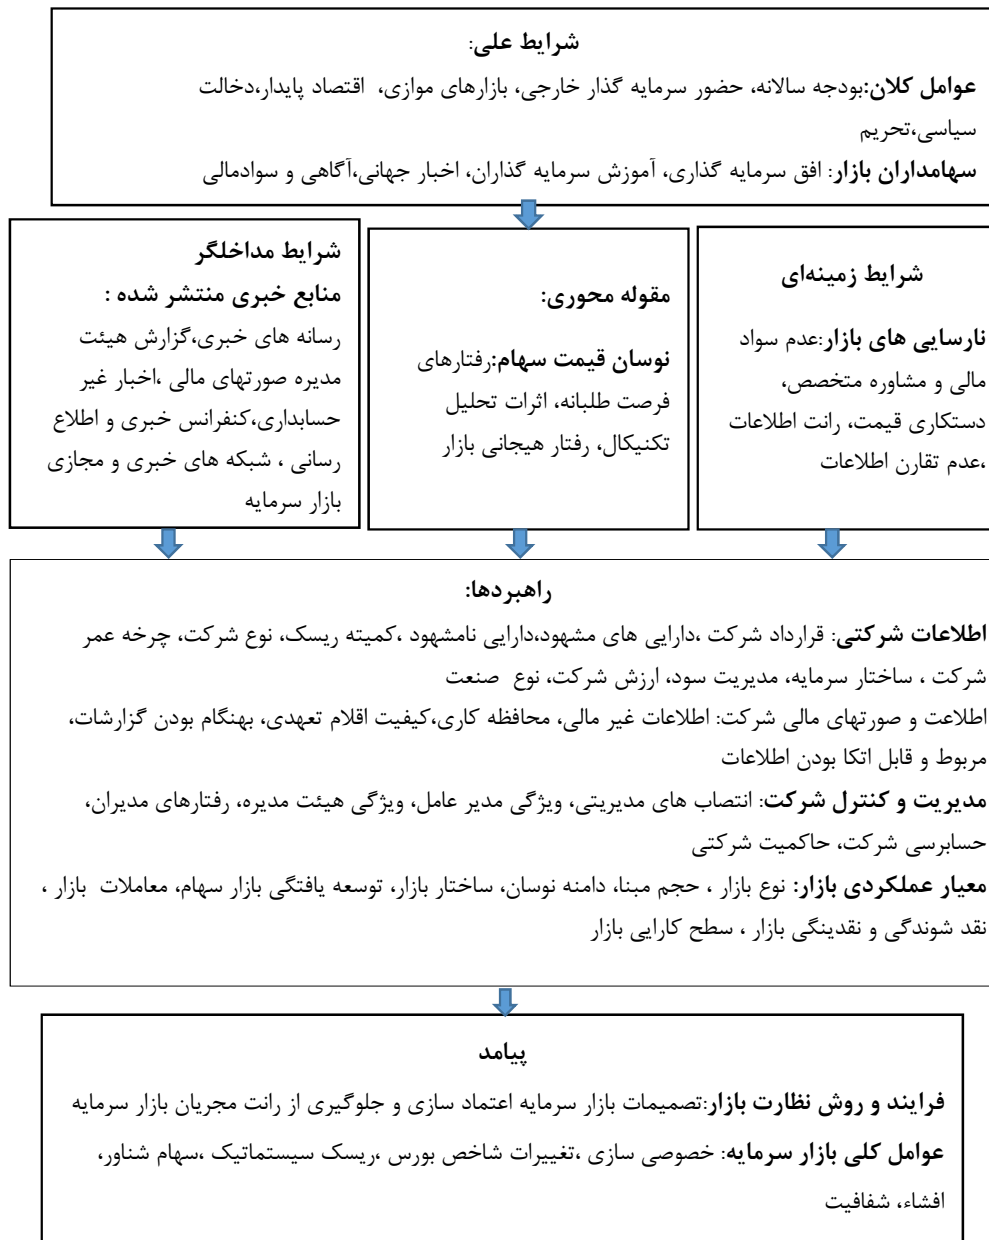 شرایط علی:
عوامل کلان:بودجه سالانه، حضور سرمایه گذار خارجی، بازارهای موازی، اقتصاد پایدار،دخالت
سیاسی،تحریم
سهامداران بازار: افق سرمایه گذاری، آموزش سرمایه گذاران، اخبار جهانی،آگاهی و سوادمالی
شرایط زمینه‌ای
نارسایی های بازار:عدم سواد
مالی و مشاوره متخصص،
دستکاری قیمت، رانت اطلاعات
،عدم تقارن اطلاعات
مقوله محوری:
نوسان قیمت سهام:رفتارهای
فرصت طلبانه، اثرات تحلیل
تکنیکال، رفتار هیجانی بازار
شرایط مداخلگر
منابع خبری منتشر شده :
رسانه های خبری،گزارش هیئت
مدیره صورتهای مالی ،اخبار غیر
حسابداری،کنفرانس خبری و اطلاع
رسانی ، شبکه های خبری و مجازی
بازار سرمایه
راهبردها:
اطلاعات شرکتی: قرارداد شرکت ،دارایی های مشهود،دارایی نامشهود ،کمیته ریسک، نوع شرکت، چرخه عمر
شرکت ، ساختار سرمایه، مدیریت سود، ارزش شرکت، نوع صنعت
اطلاعت و صورتهای مالی شرکت: اطلاعات غیر مالی، محافظه کاری،کیفیت اقلام تعهدی، بهنگام بودن گزارشات،
مربوط و قابل اتکا بودن اطلاعات
مدیریت و کنترل شرکت: انتصاب های مدیریتی، ویژگی مدیر عامل، ویژگی هیئت مدیره، رفتارهای مدیران،
حسابرسی شرکت، حاکمیت شرکتی
معیار عملکردی بازار: نوع بازار ، حجم مبنا، دامنه نوسان، ساختار بازار، توسعه یافتگی بازار سهام، معاملات بازار ،
نقد شوندگی و نقدینگی بازار ، سطح کارایی بازار
پیامد
فرایند و روش نظارت بازار:تصمیمات بازار سرمایه اعتماد سازی و جلوگیری از رانت مجریان بازار سرمایه
عوامل کلی بازار سرمایه: خصوصی سازی ،تغییرات شاخص بورس ،ریسک سیستماتیک ،سهام شناور،
افشاء، شفافیت